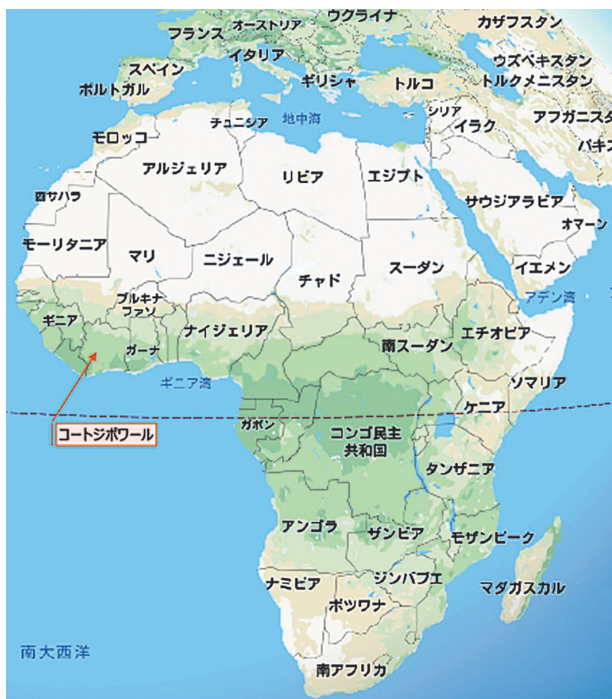 ウクライナ
カザフスタン
オーストリア
フランス
イタリア
ウズベキスタン
スペイン
ギリシャ
トルコ
トルクメニスタン
ポルトガル
アフガニスタ
チュニジア
地中海
シリア
イラク
モロッコ
パキス
アルジェリア
リビア
エジプト
サウジアラビア
西サハラ
オマーン
モーリタニア
マリ
ニジェール
チャド
スーダン
イエメン
アデン湾
ブルキナ
ファソ
ギニア
ナイジェリア
エチオピア
ガーナ
南スーダン
ギニア湾
ソマリア
ケニア
コートジボワール
ガボン
コンゴ民主
共和国
タンザニア
アンゴラ
ザンビア
モザンビーク
ナミビア
ジンバブエ
マダガスカル
ボツワナ
南大西洋
南アフリカ